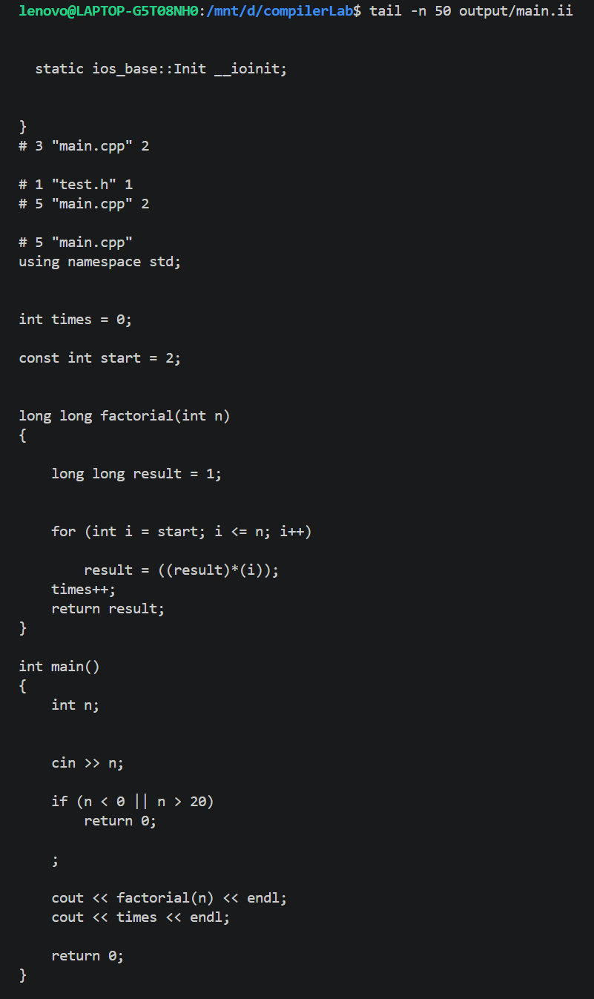 lenovo@LAPTOP-G5T08NH0:/mnt/d/compilerLab$ tail -n 50 output/main.ii
  static ios_base::Init __ioinit;
}
# 3 "main.cpp" 2
# 1 "test.h" 1
# 5 "main.cpp" 2
# 5 "main.cpp"
using namespace std;
int times = 0;
const int start = 2;
long long factorial(int n)
{
    long long result = 1;
    for (int i = start; i <= n; i++)
        result = ((result)*(i));
    times++;
    return result;
}
int main()
{
    int n;
    cin >> n;
    if (n < 0 || n > 20)
        return 0;
    ;
    cout << factorial(n) << endl;
    cout << times << endl;
    return 0;
}